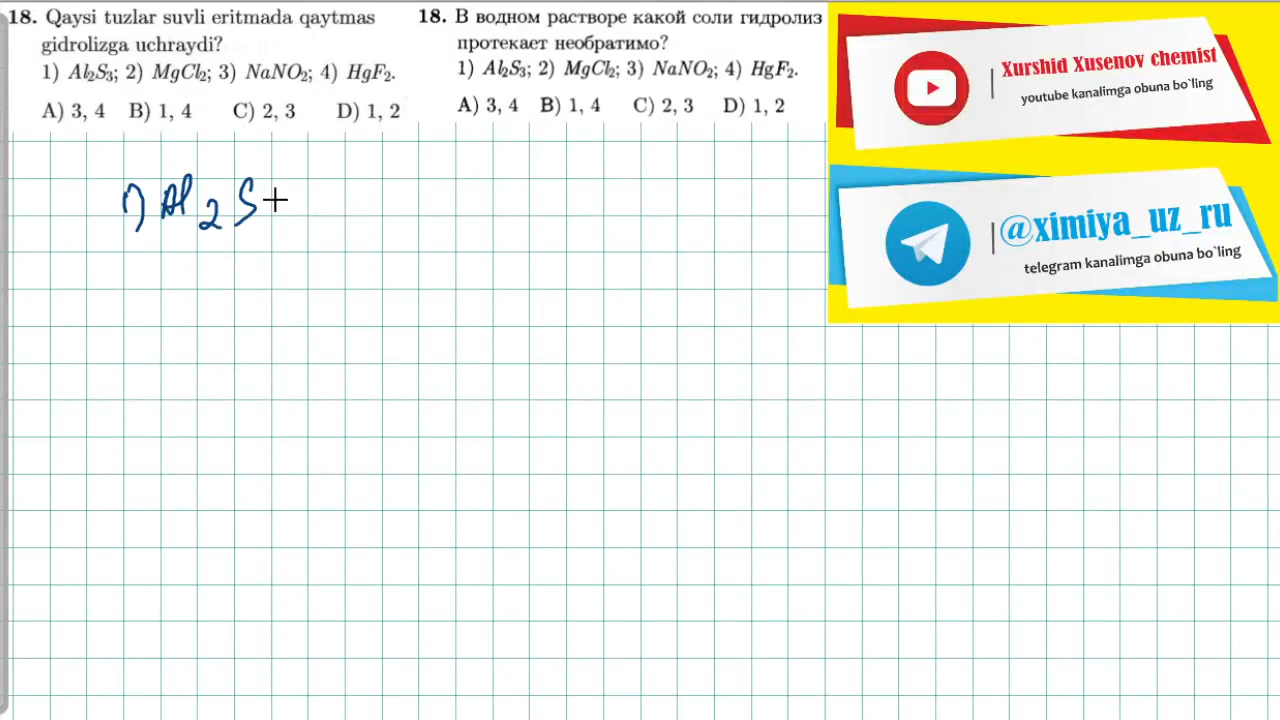 18. Qaysi tuzlar suvli eritmada qaytmas
gidrolizga uchraydi?
1) Al₂S₃; 2) MgCl₂; 3) NaNO₂; 4) HgF₂.
A) 3, 4 B) 1, 4 C) 2, 3 D) 1, 2
18. В водном растворе какой соли гидролиз
протекает необратимо?
1) Al₂S₃; 2) MgCl₂; 3) NaNO₂; 4) HgF₂.
A) 3, 4 B) 1, 4 C) 2, 3 D) 1, 2
Xurshid Xusenov chemist
youtube kanalimga obuna bo`ling
@ximiya_uz_ru
telegram kanalimga obuna bo`ling
1) Al₂S